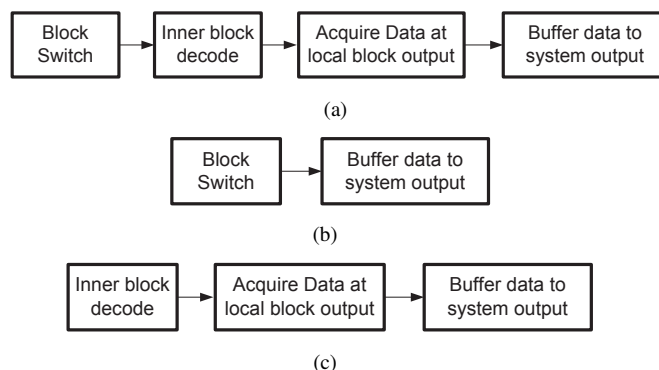 Block
Switch
Inner block
decode
Acquire Data at
local block output
Buffer data to
system output
(a)
Block
Switch
Buffer data to
system output
(b)
Inner block
decode
Acquire Data at
local block output
Buffer data to
system output
(c)